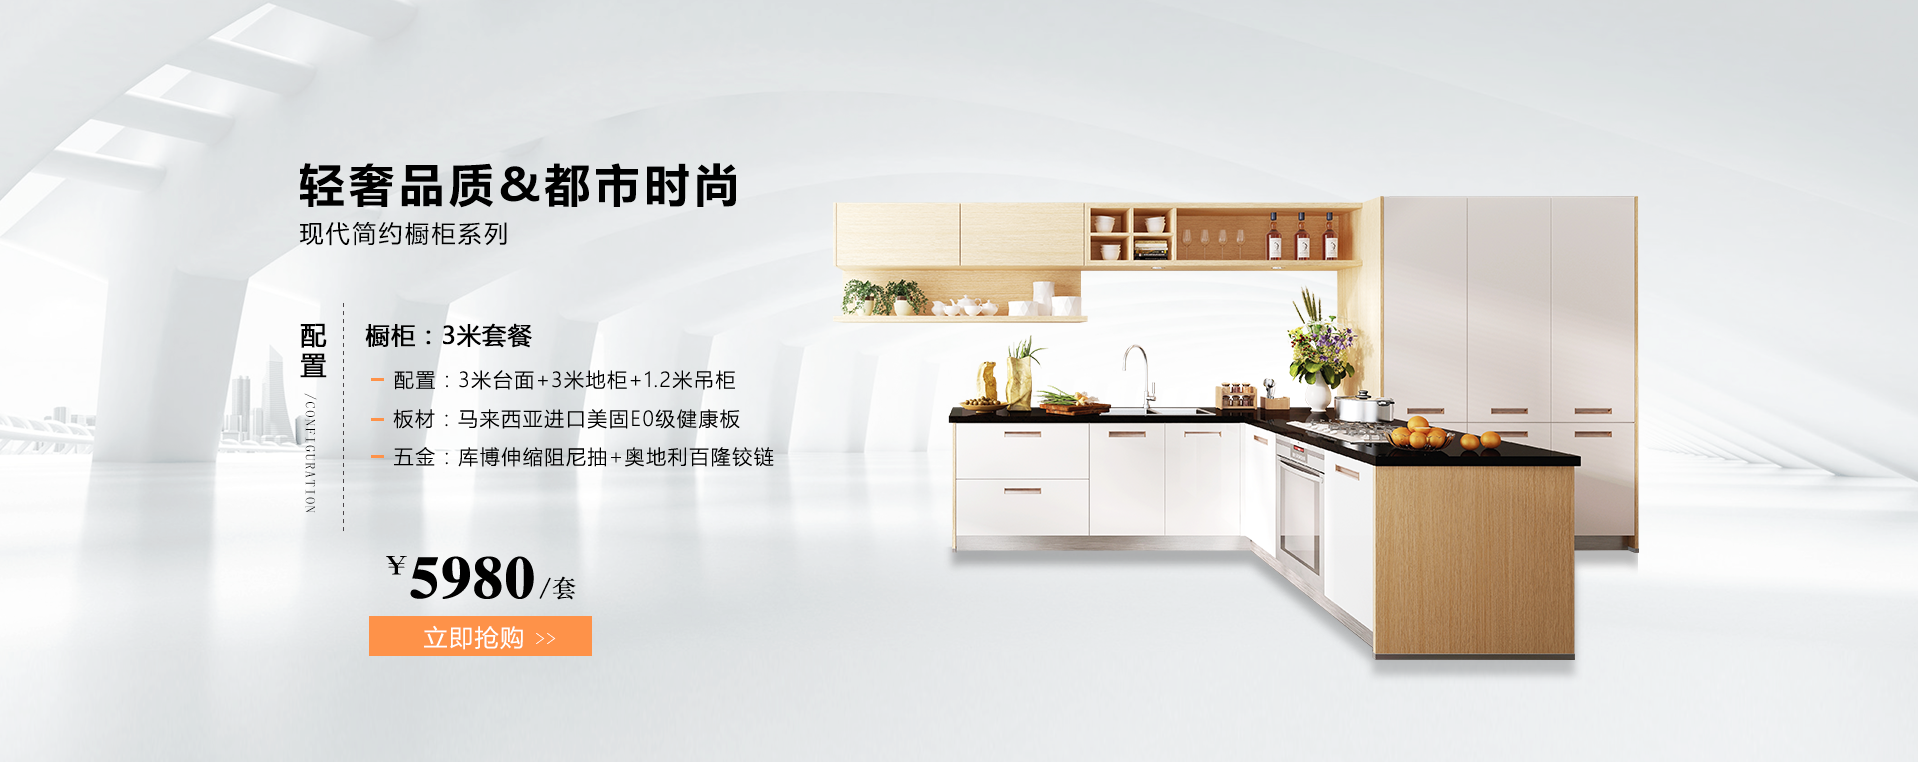 轻奢品质&都市时尚
现代简约橱柜系列
配置
/CONFIGURATION
橱柜：3米套餐
配置：3米台面+3米地柜+1.2米吊柜
板材：马来西亚进口美固E0级健康板
五金：库博伸缩阻尼抽+奥地利百隆铰链
￥5980/套
立即抢购 >>